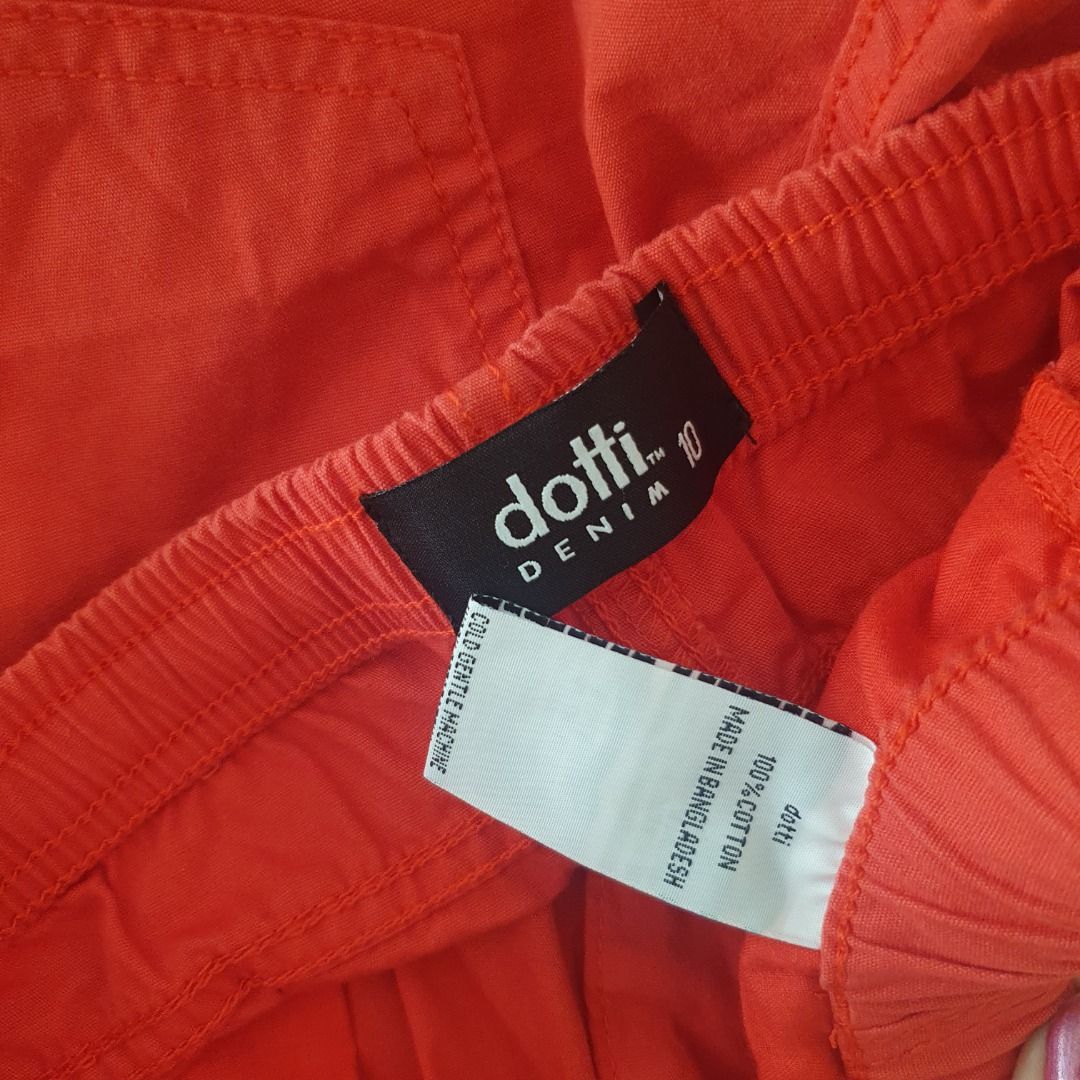 dotti™ 10
DENIM
dotti
100% COTTON
MADE IN BANGLADESH
COLD GENTLE MACHINE